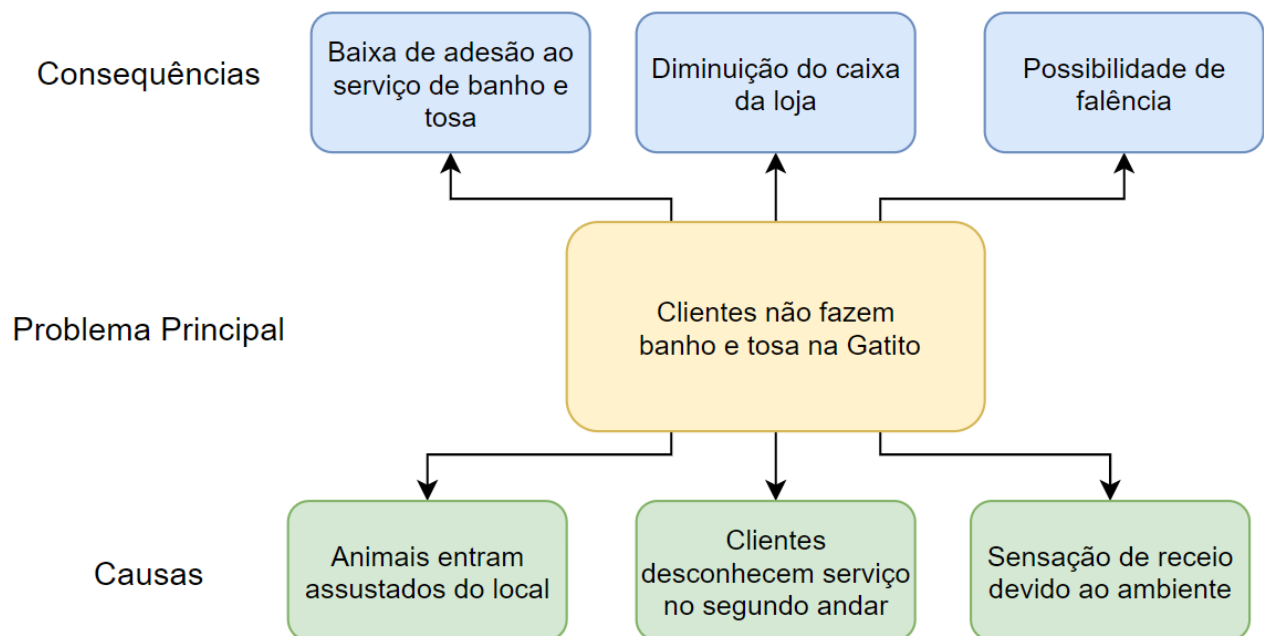 Consequências
Baixa de adesão ao
serviço de banho e
tosa
Diminuição do caixa
da loja
Possibilidade de
falência
Problema Principal
Clientes não fazem
banho e tosa na Gatito
Causas
Animais entram
assustados do local
Clientes
desconhecem serviço
no segundo andar
Sensação de receio
devido ao ambiente